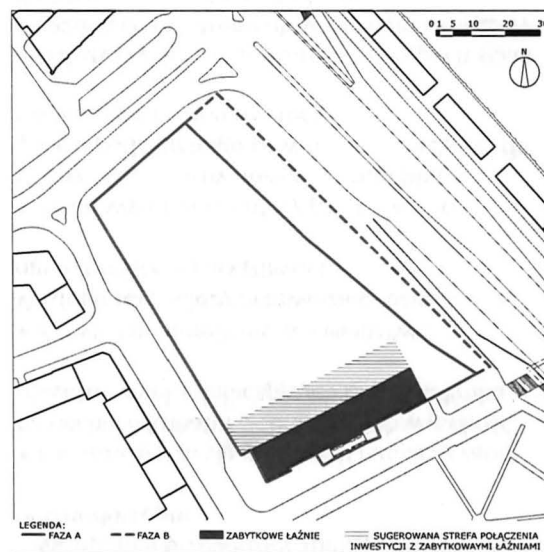 0 1 5 10 20 30
N
LEGENDA:
FAZA A FAZA B ZABYTKOWE ŁAŹNIE SUGEROWANA STREFA POŁĄCZENIA
INWESTYCJI Z ZABYTKOWYMI ŁAŹNIAMI